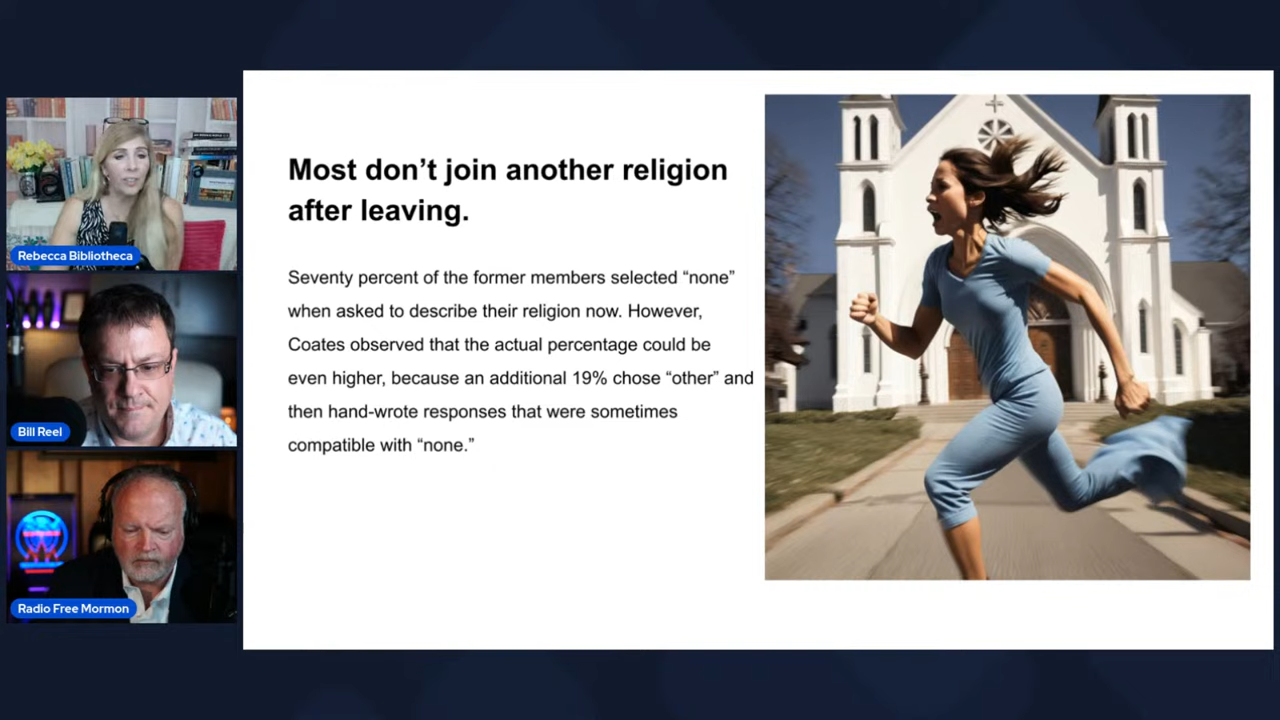 Rebecca Bibliotheca
Bill Reel
Radio Free Mormon
Most don’t join another religion
after leaving.
Seventy percent of the former members selected “none”
when asked to describe their religion now. However,
Coates observed that the actual percentage could be
even higher, because an additional 19% chose “other” and
then hand-wrote responses that were sometimes
compatible with “none.”